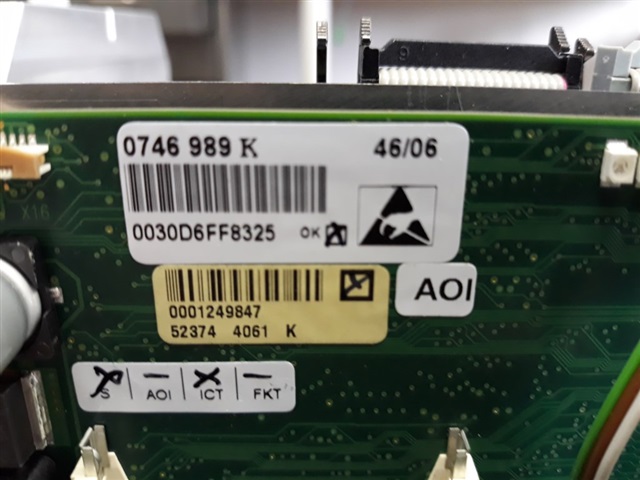 0746 989 K 46/06
0030D6FF8325 OK
0001249847
AOI
52374 4061 K
S AOI ICT FKT
X16